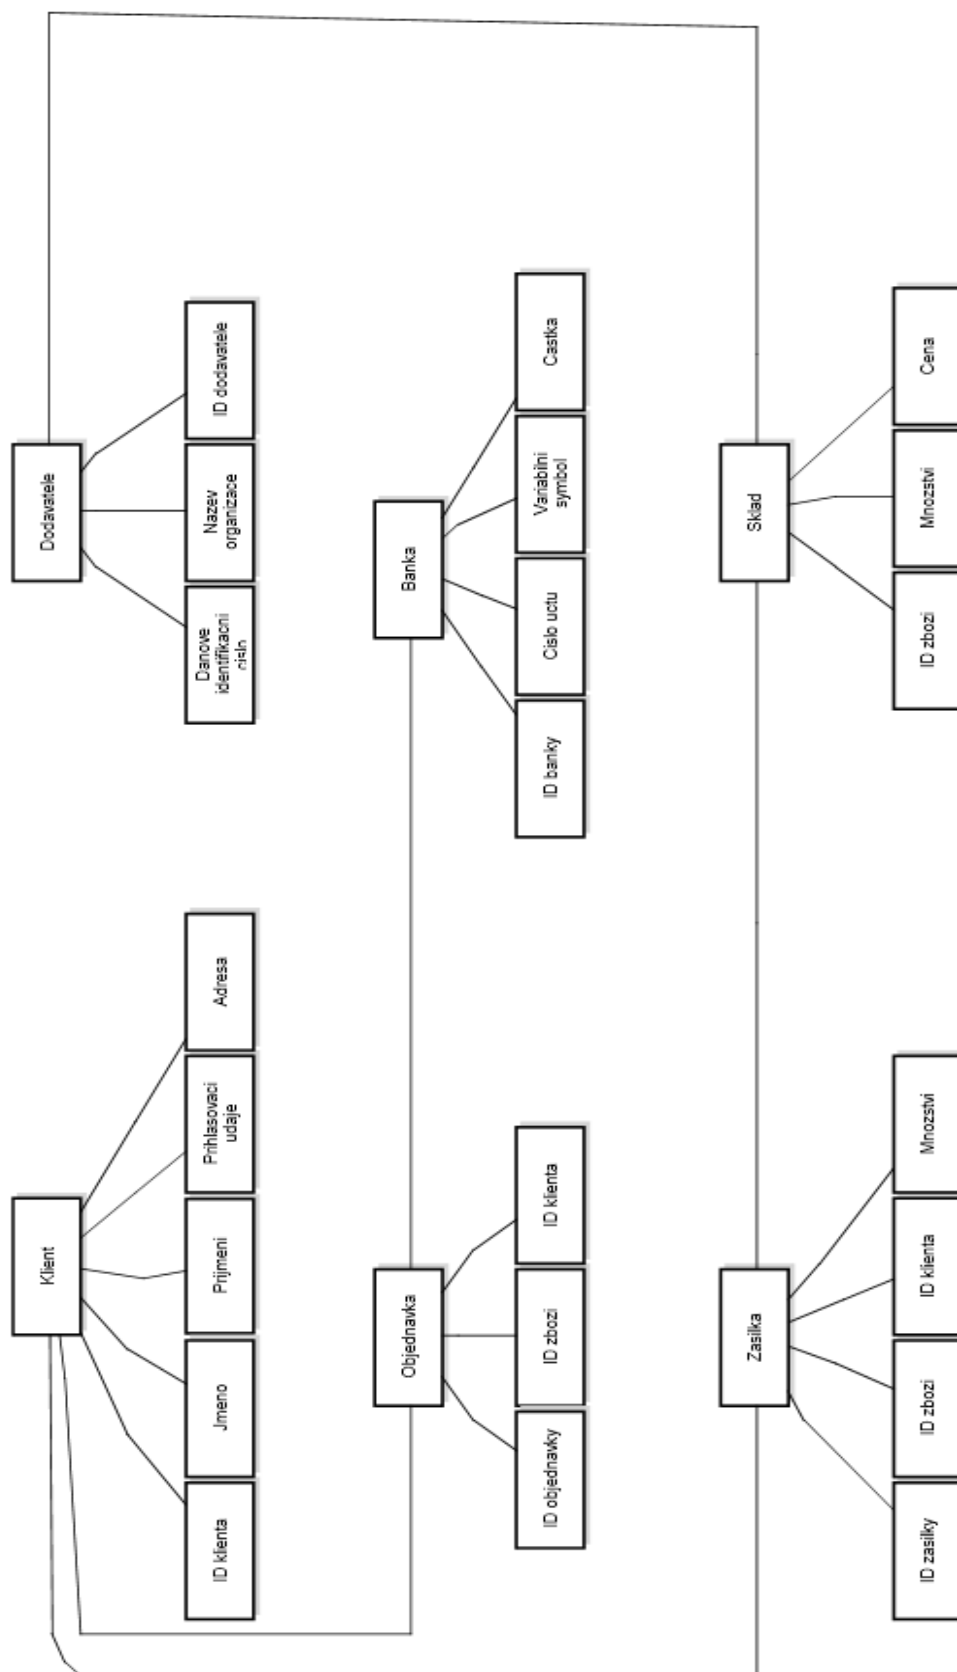 Klient
ID klienta
Jmeno
Prijmeni
Prihlasovaci
udaje
Adresa
Dodavatele
Danove
identifikacni
cislo
Nazev
organizace
ID dodavatele
Objednavka
ID objednavky
ID zbozi
ID klienta
Banka
ID banky
Cislo uctu
Variabilni
symbol
Castka
Zasilka
ID zasilky
ID zbozi
ID klienta
Mnozstvi
Sklad
ID zbozi
Mnozstvi
Cena